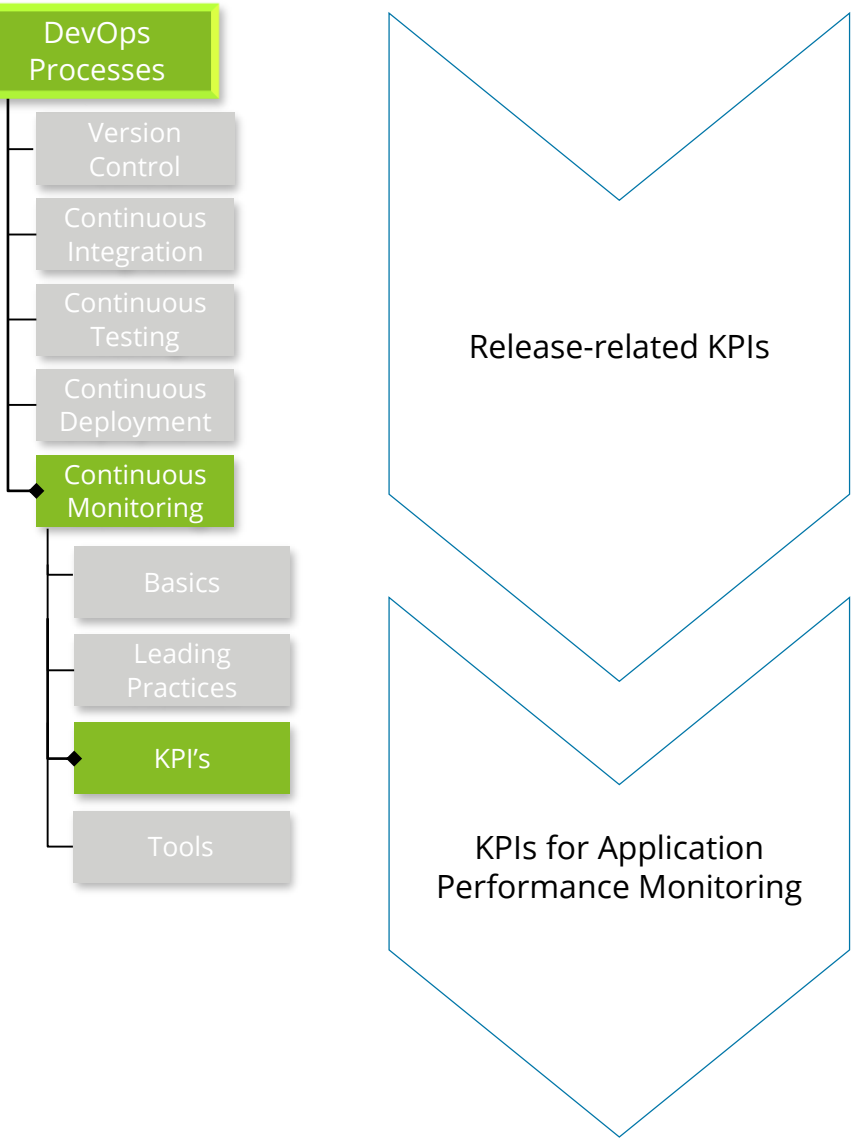 DevOps
Processes
Version
Control
Continuous
Integration
Continuous
Testing
Continuous
Deployment
Continuous
Monitoring
Basics
Leading
Practices
KPI’s
Tools
Release-related KPIs
KPIs for Application
Performance Monitoring